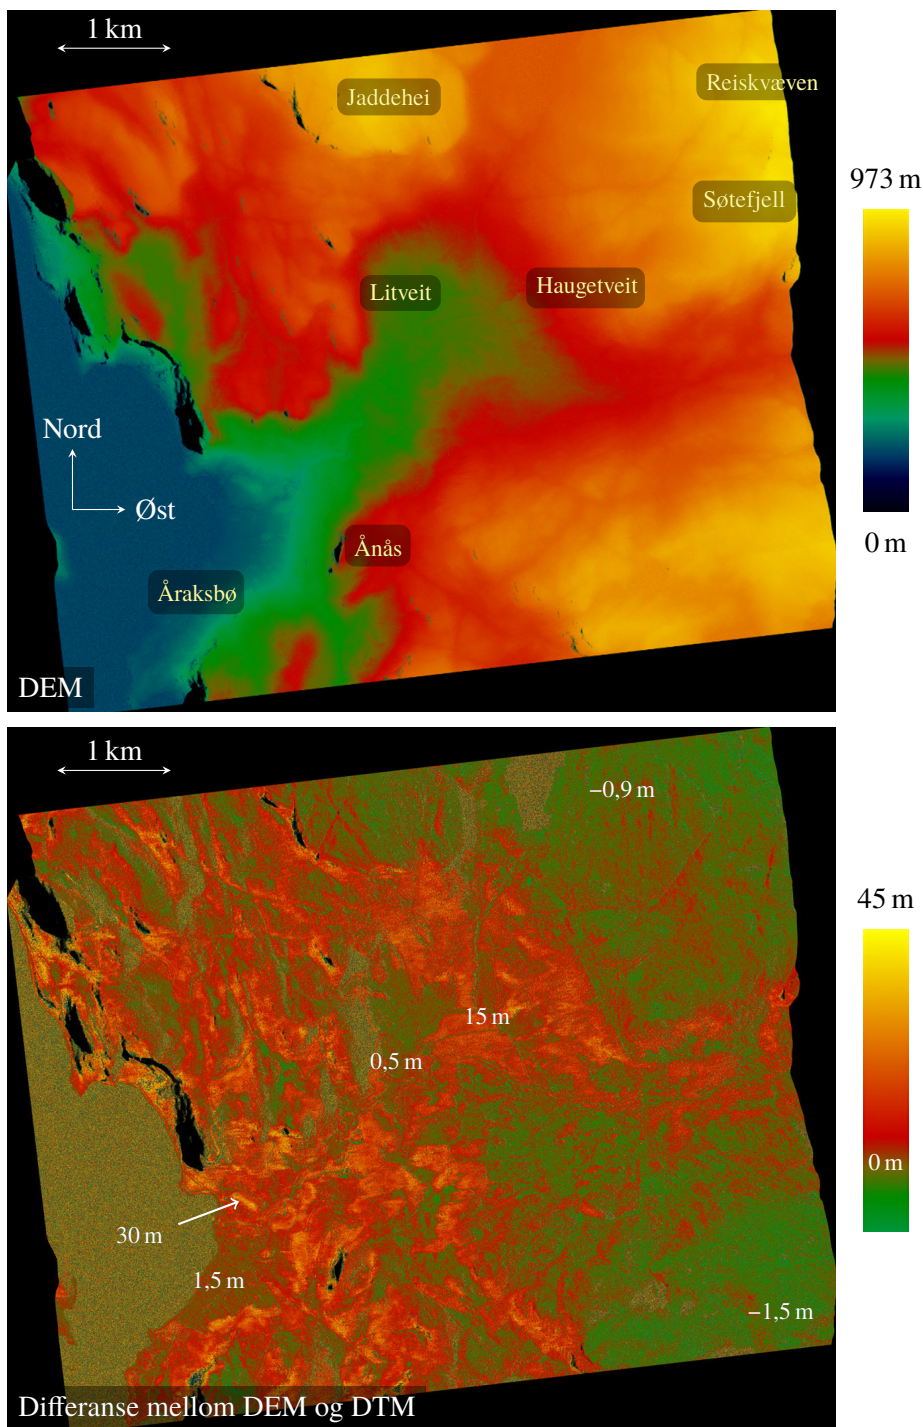 1 km
Jaddehei
Reiskvæven
Søtefjell
973 m
Litveit
Haugetveit
Nord
Øst
0 m
Ånås
Åraksbø
DEM
1 km
−0,9 m
45 m
15 m
0,5 m
0 m
30 m
1,5 m
−1,5 m
Differanse mellom DEM og DTM